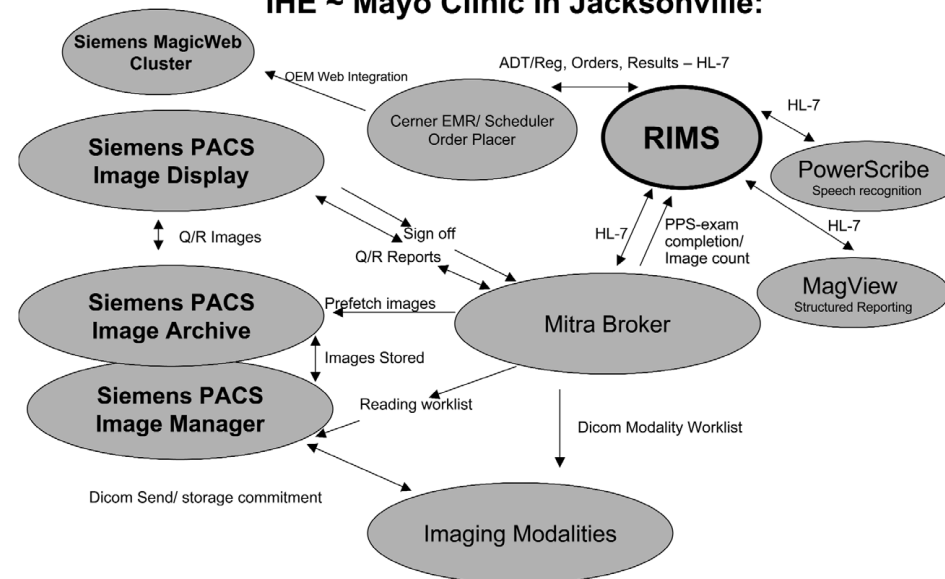 IHE ~ Mayo Clinic in Jacksonville:
Siemens MagicWeb
Cluster
OEM Web Integration
ADT/Reg, Orders, Results – HL-7
Cerner EMR/ Scheduler
Order Placer
RIMS
HL-7
PowerScribe
Speech recognition
Siemens PACS
Image Display
Q/R Images
Sign off
Q/R Reports
HL-7
PPS-exam
completion/
Image count
HL-7
MagView
Structured Reporting
Siemens PACS
Image Archive
Prefetch images
Mitra Broker
Images Stored
Siemens PACS
Image Manager
Reading worklist
Dicom Modality Worklist
Dicom Send/ storage commitment
Imaging Modalities